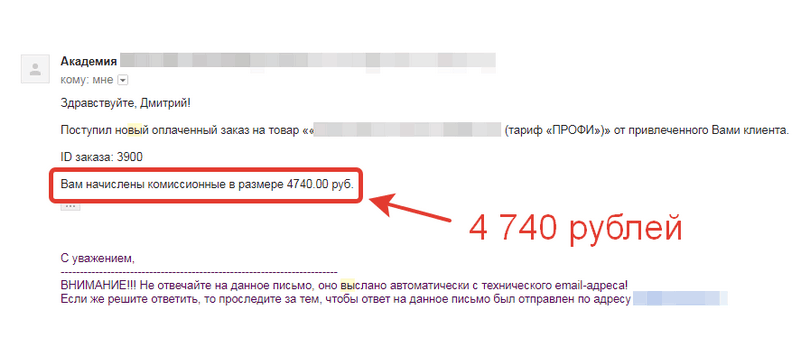 Академия
кому: мне
Здравствуйте, Дмитрий!
Поступил новый оплаченный заказ на товар «« (тариф «ПРОФИ»)» от привлеченного Вами клиента.
ID заказа: 3900
Вам начислены комиссионные в размере 4740.00 руб.
4 740 рублей
...
С уважением,
----------------------------------------------------------------------
ВНИМАНИЕ!!! Не отвечайте на данное письмо, оно выслано автоматически с технического email-адреса!
Если же решите ответить, то проследите за тем, чтобы ответ на данное письмо был отправлен по адресу